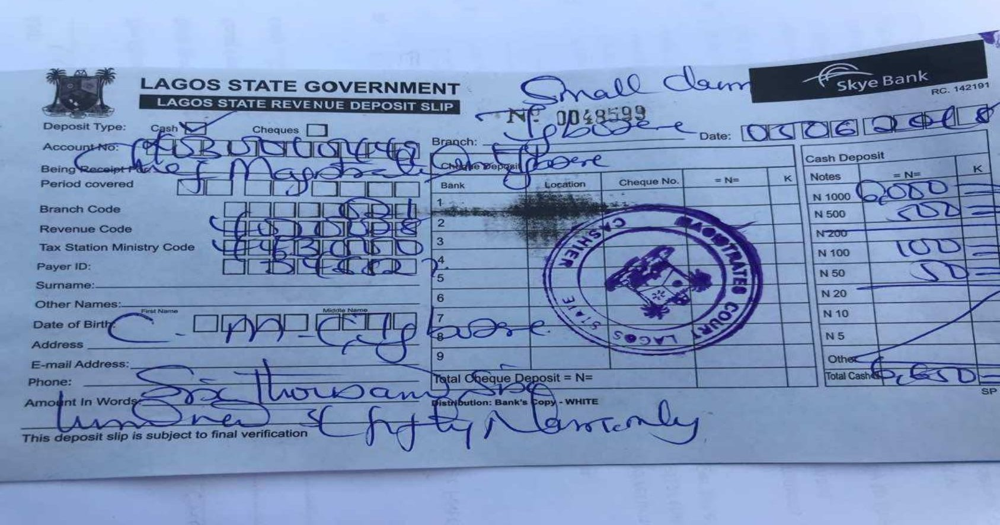 Small Claim
Skye Bank
RC. 142191
LAGOS STATE GOVERNMENT
LAGOS STATE REVENUE DEPOSIT SLIP
Nº 0048599
Deposit Type: Cash Cheques
Account No:
Branch: Igbosere
Date: 05062018
Being Receipt For: Chief Magistrate Court Igbosere
Period covered
Branch Code
Revenue Code
Tax Station Ministry Code
Payer ID:
Surname:
Other Names:
First Name Middle Name
Date of Birth:
C.M.C. Igbosere
Address
E-mail Address:
Phone:
Amount In Words Six Thousand Six
Hundred & fifty Naira only
This deposit slip is subject to final verification
Cheque Deposit
Bank Location Cheque No. =N= K
1
2
3
4
5
6
7
8
9
Total Cheque Deposit = N=
Distribution: Bank's Copy - WHITE
MAGISTRATES COURT LAGOS STATE
CASHIER
Cash Deposit
Notes =N= K
N 1000 6,000 =
N 500 500 =
N 200
N 100 100 =
N 50 50 =
N 20
N 10
N 5
Other
Total Cash 6,650 =
SP